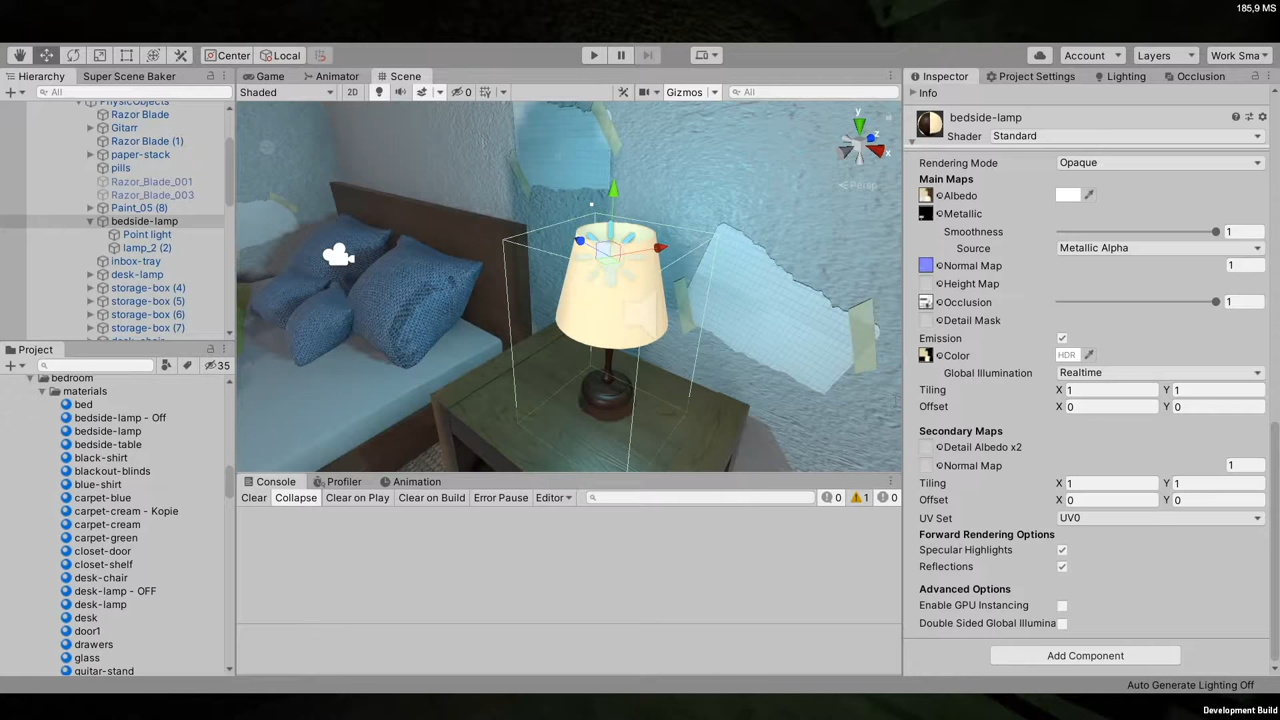 185,9 MS
Center
Local
Account
Layers
Work Sma
Hierarchy
Super Scene Baker
All
PhysicObjects
Razor Blade
Gitarr
Razor Blade (1)
paper-stack
pills
Razor_Blade_001
Razor_Blade_003
Paint_05 (8)
bedside-lamp
Point light
lamp_2 (2)
inbox-tray
desk-lamp
storage-box (4)
storage-box (5)
storage-box (6)
storage-box (7)
desk-chair
Project
35
bedroom
materials
bed
bedside-lamp - Off
bedside-lamp
bedside-table
black-shirt
blackout-blinds
blue-shirt
carpet-blue
carpet-cream - Kopie
carpet-cream
carpet-green
closet-door
closet-shelf
desk-chair
desk-lamp - OFF
desk-lamp
desk
door1
drawers
glass
guitar-stand
Game
Animator
Scene
Shaded
2D
0
Gizmos
All
y
z
x
Persp
Console
Profiler
Animation
Clear
Collapse
Clear on Play
Clear on Build
Error Pause
Editor
0
1
0
Inspector
Project Settings
Lighting
Occlusion
Info
bedside-lamp
Shader
Standard
Rendering Mode
Opaque
Main Maps
Albedo
Metallic
Smoothness
1
Source
Metallic Alpha
Normal Map
1
Height Map
Occlusion
1
Detail Mask
Emission
Color
HDR
Global Illumination
Realtime
Tiling
X 1
Y 1
Offset
X 0
Y 0
Secondary Maps
Detail Albedo x2
Normal Map
1
Tiling
X 1
Y 1
Offset
X 0
Y 0
UV Set
UV0
Forward Rendering Options
Specular Highlights
Reflections
Advanced Options
Enable GPU Instancing
Double Sided Global Illumina
Add Component
Auto Generate Lighting Off
Development Build